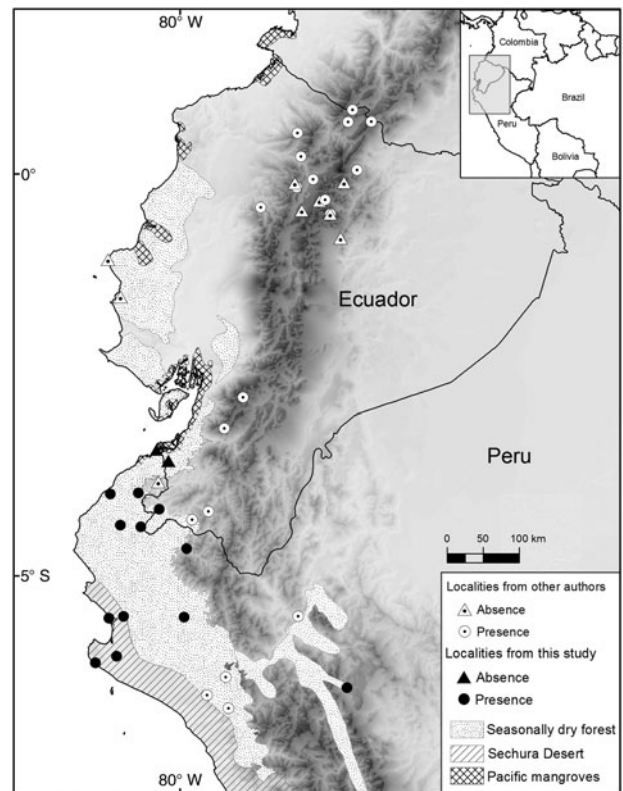 80° W
Colombia
Brazil
Peru
Bolivia
0°
Ecuador
Peru
0 50 100 km
5° S
Localities from other authors
Absence
Presence
Localities from this study
Absence
Presence
Seasonally dry forest
Sechura Desert
Pacific mangroves
80° W